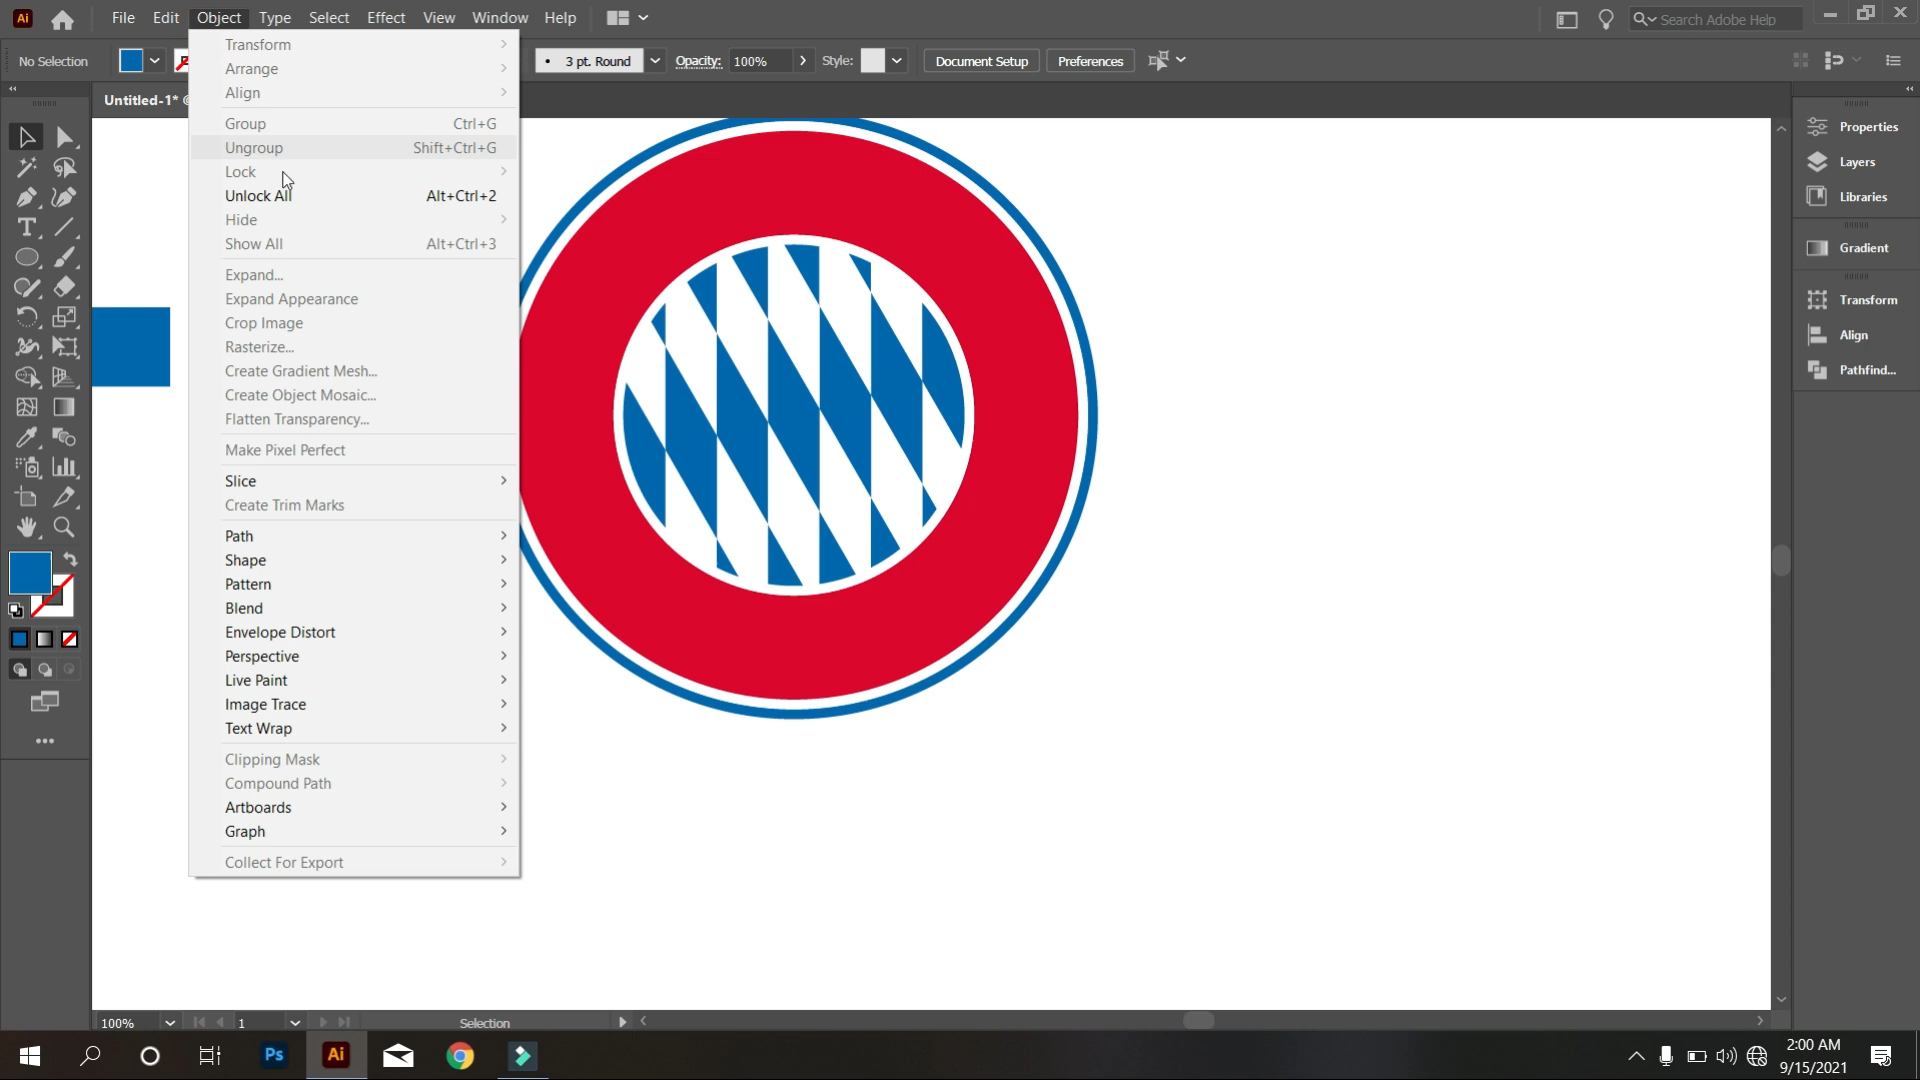 Ai File Edit Object Type Select Effect View Window Help Search Adobe Help
No Selection 3 pt. Round Opacity: 100% Style: Document Setup Preferences
Untitled-1*
Transform
Arrange
Align
Group Ctrl+G
Ungroup Shift+Ctrl+G
Lock
Unlock All Alt+Ctrl+2
Hide
Show All Alt+Ctrl+3
Expand...
Expand Appearance
Crop Image
Rasterize...
Create Gradient Mesh...
Create Object Mosaic...
Flatten Transparency...
Make Pixel Perfect
Slice
Create Trim Marks
Path
Shape
Pattern
Blend
Envelope Distort
Perspective
Live Paint
Image Trace
Text Wrap
Clipping Mask
Compound Path
Artboards
Graph
Collect For Export
Properties
Layers
Libraries
Gradient
Transform
Align
Pathfind...
100% 1 Selection
Ps Ai
2:00 AM
9/15/2021